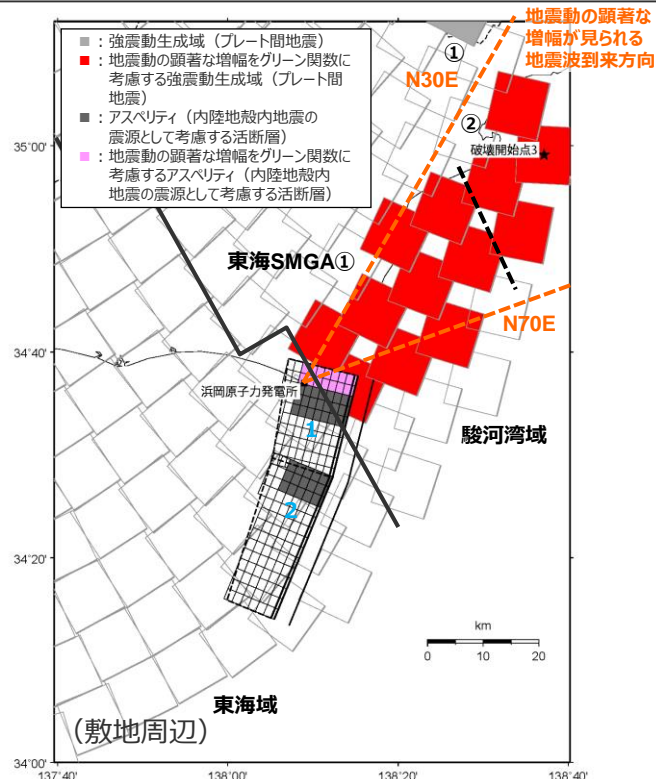 ■：強震動生成域（プレート間地震）
■：地震動の顕著な増幅をグリーン関数に
考慮する強震動生成域（プレート間
地震）
■：アスペリティ（内陸地殻内地震の
震源として考慮する活断層）
■：地震動の顕著な増幅をグリーン関数に
考慮するアスペリティ（内陸地殻内
地震の震源として考慮する活断層）
地震動の顕著な
増幅が見られる
地震波到来方向
①
N30E
②
破壊開始点3
35°00'
東海SMGA①
N70E
34°40'
浜岡原子力発電所
駿河湾域
1
2
34°20'
km
0 10 20
東海域
（敷地周辺）
34°00'
137°40' 138°00' 138°20' 138°40'